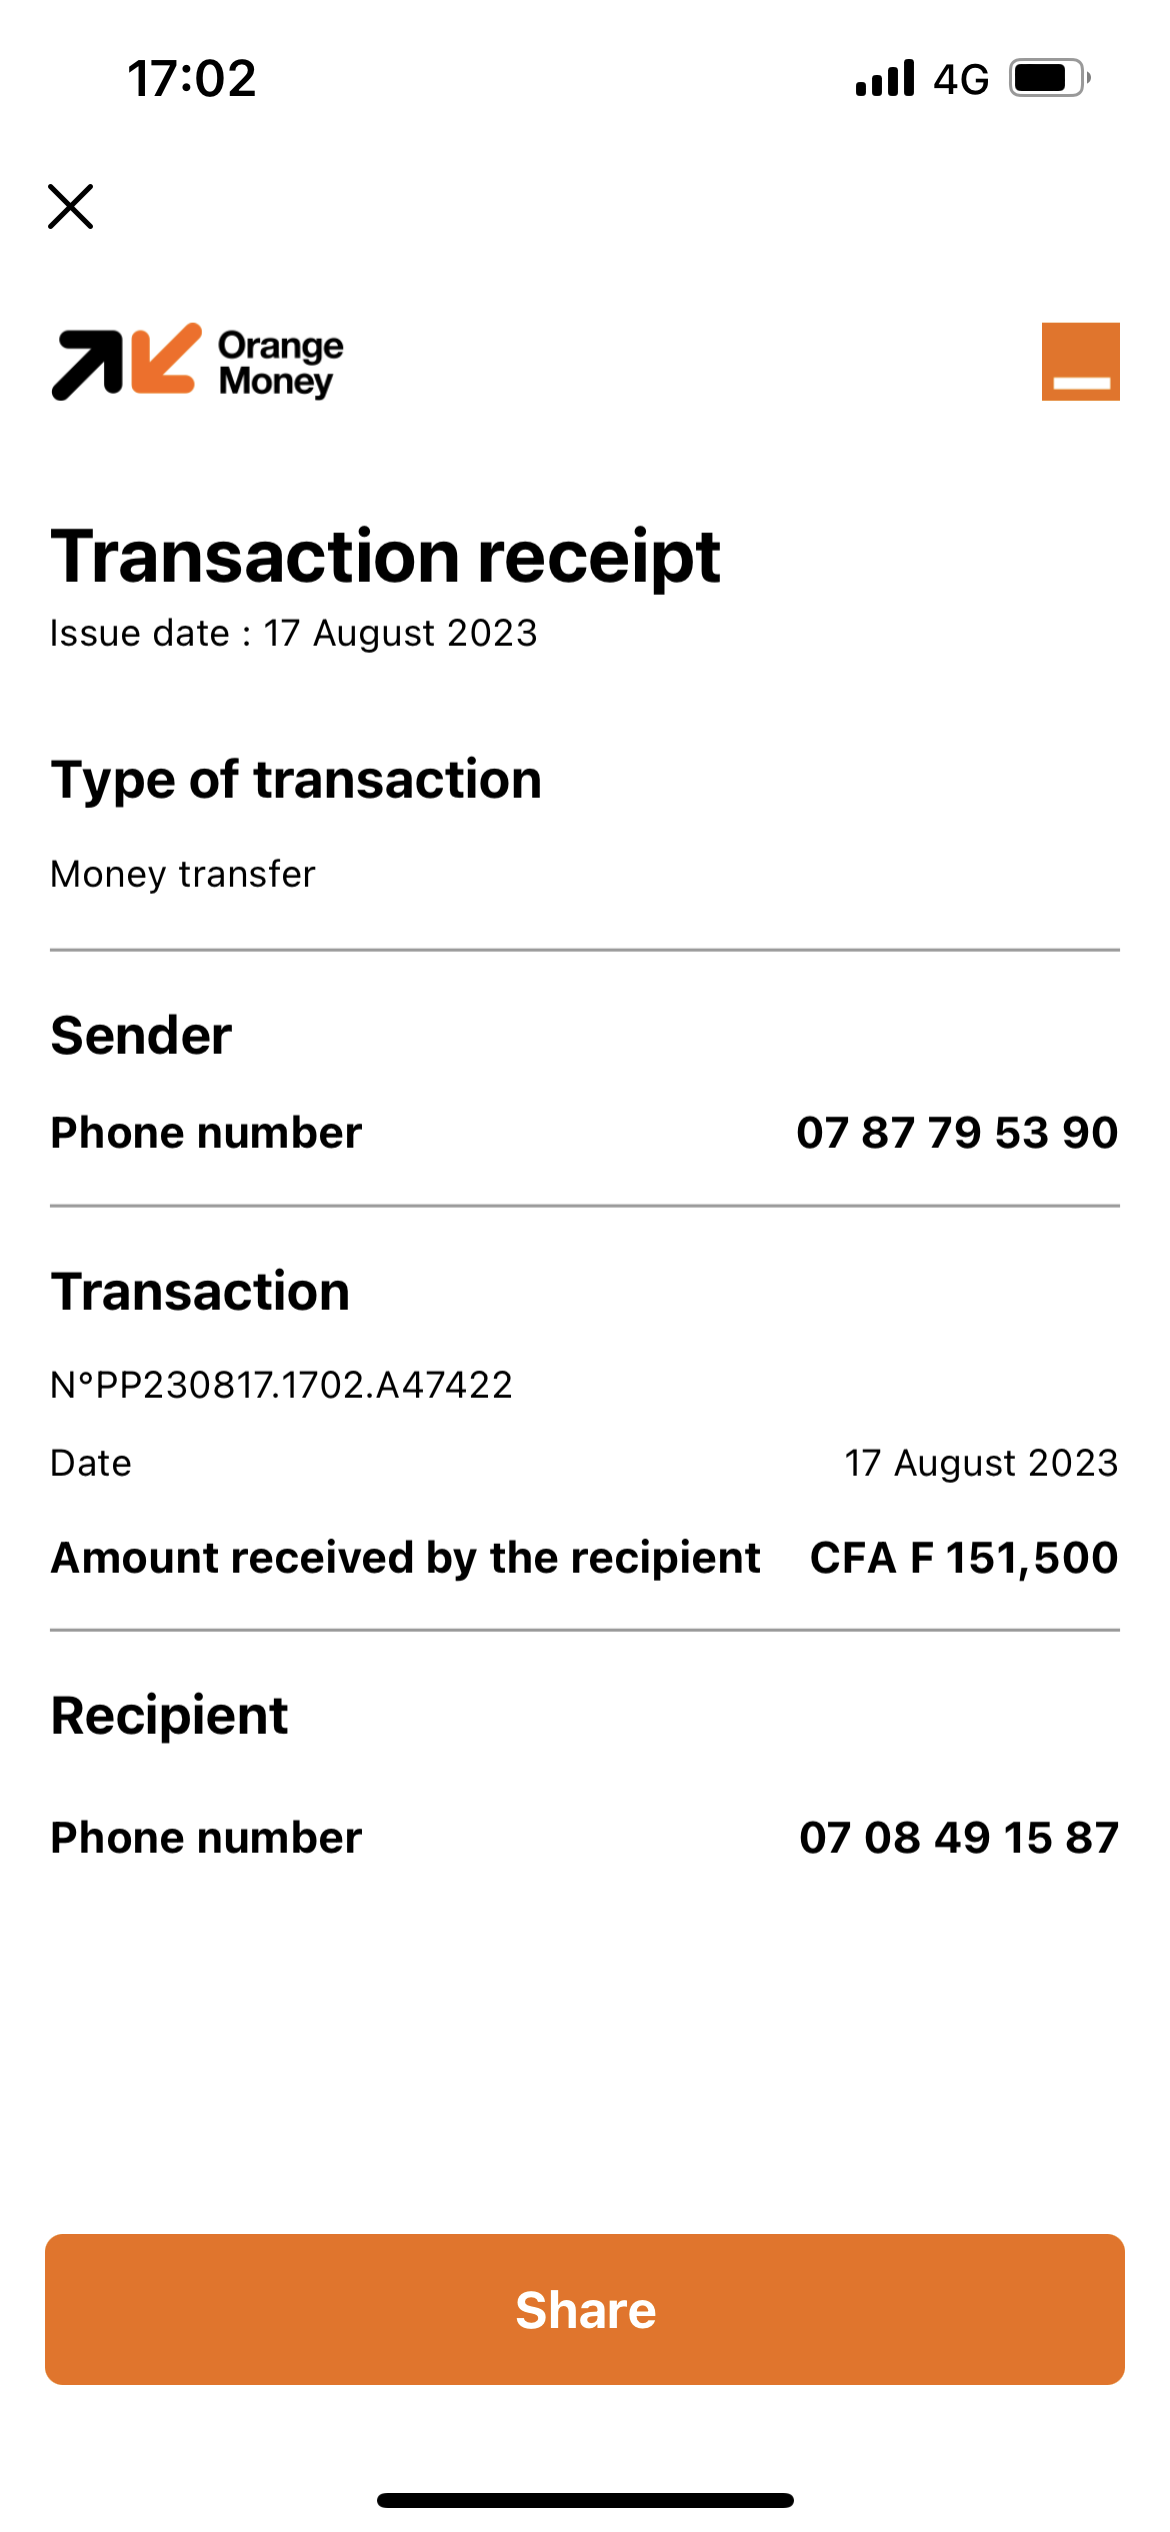 17:02 4G
Orange
Money
Transaction receipt
Issue date : 17 August 2023
Type of transaction
Money transfer
Sender
Phone number 07 87 79 53 90
Transaction
N°PP230817.1702.A47422
Date 17 August 2023
Amount received by the recipient CFA F 151,500
Recipient
Phone number 07 08 49 15 87
Share